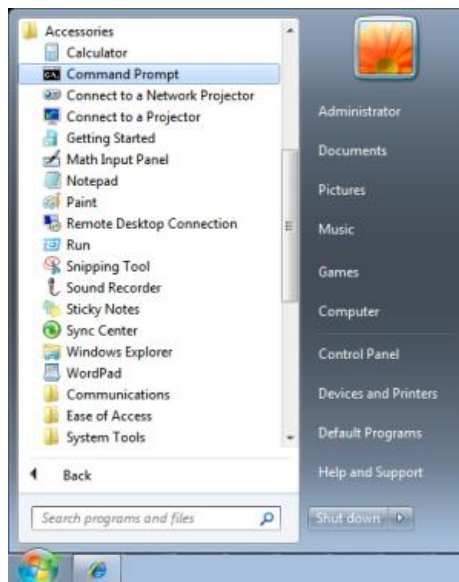 Accessories
Calculator
Command Prompt
Connect to a Network Projector
Connect to a Projector
Getting Started
Math Input Panel
Notepad
Paint
Remote Desktop Connection
Run
Snipping Tool
Sound Recorder
Sticky Notes
Sync Center
Windows Explorer
WordPad
Communications
Ease of Access
System Tools
Back
Search programs and files
Administrator
Documents
Pictures
Music
Games
Computer
Control Panel
Devices and Printers
Default Programs
Help and Support
Shut down